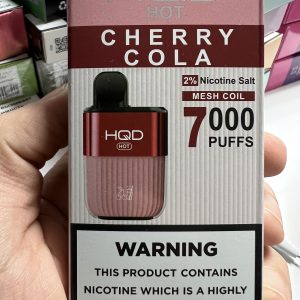 HOT
CHERRY
COLA
2% Nicotine Salt
MESH COIL
7000
PUFFS
HQD
HOT
WARNING
THIS PRODUCT CONTAINS
NICOTINE WHICH IS A HIGHLY